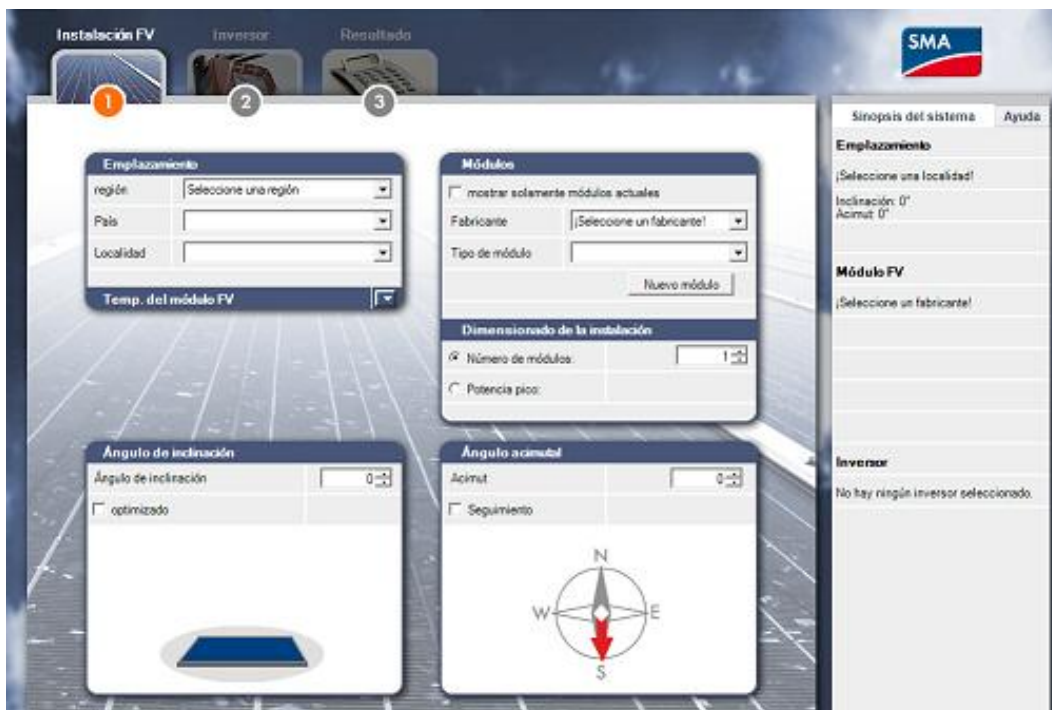 Instalación FV
Inversor
Resultado
1
2
3
SMA
Emplazamiento
región
Seleccione una región
País
Localidad
Temp. del módulo FV
Módulos
mostrar solamente módulos actuales
Fabricante
¡Seleccione un fabricante!
Tipo de módulo
Nuevo módulo
Dimensionado de la instalación
Número de módulos:
1
Potencia pico:
Ángulo de inclinación
Ángulo de inclinación
0
optimizado
Ángulo acimutal
Acimut
0
Seguimiento
N
W
E
S
Sinopsis del sistema
Ayuda
Emplazamiento
¡Seleccione una localidad!
Inclinación: 0°
Acimut: 0°
Módulo FV
¡Seleccione un fabricante!
Inversor
No hay ningún inversor seleccionado.